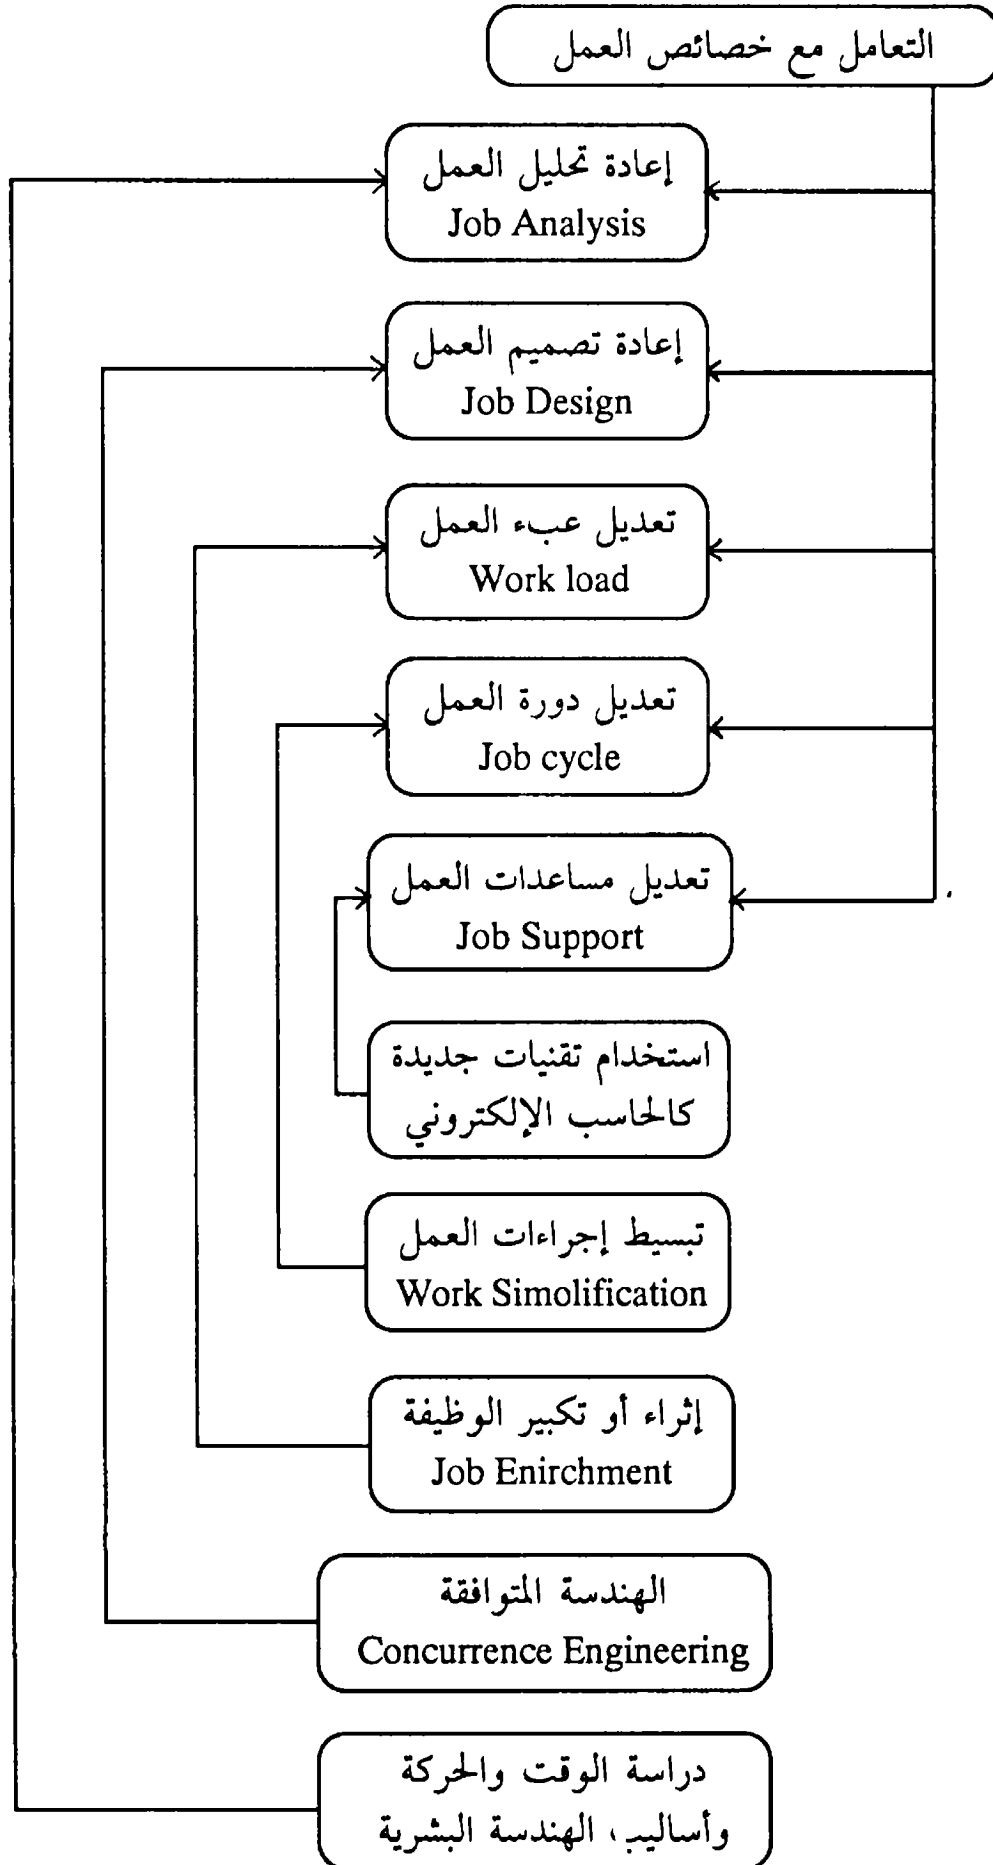 التعامل مع خصائص العمل
إعادة تحليل العمل
Job Analysis
إعادة تصميم العمل
Job Design
تعديل عبء العمل
Work load
تعديل دورة العمل
Job cycle
تعديل مساعدات العمل
Job Support
استخدام تقنيات جديدة
كالحاسب الإلكتروني
تبسيط إجراءات العمل
Work Simolification
إثراء أو تكبير الوظيفة
Job Enirchment
الهندسة المتوافقة
Concurrence Engineering
دراسة الوقت والحركة
وأساليب، الهندسة البشرية